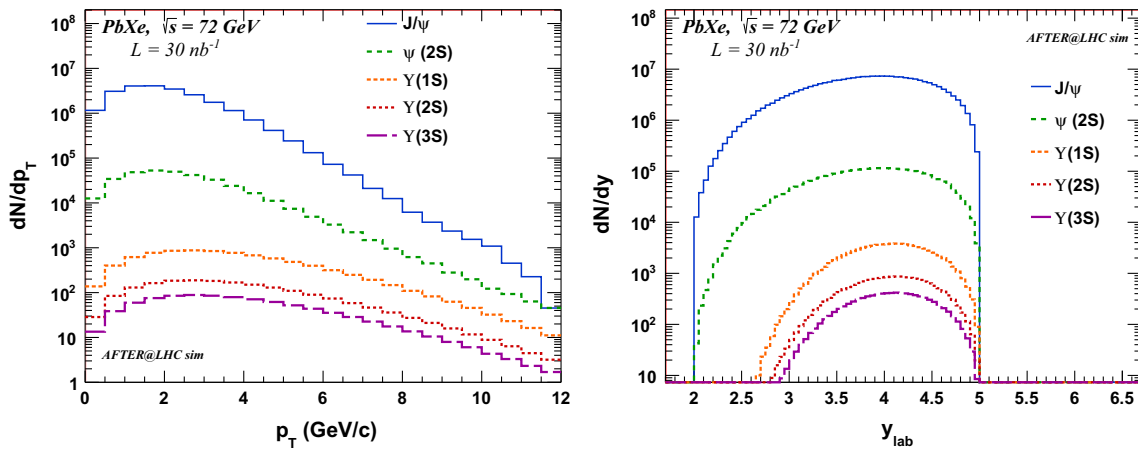 PbXe, √s = 72 GeV
L = 30 nb⁻¹
J/ψ
ψ (2S)
Υ(1S)
Υ(2S)
Υ(3S)
10⁸
10⁷
10⁶
10⁵
10⁴
10³
10²
10
1
dN/dp_T
AFTER@LHC sim
0 2 4 6 8 10 12
p_T (GeV/c)
PbXe, √s = 72 GeV
L = 30 nb⁻¹
AFTER@LHC sim
J/ψ
ψ (2S)
Υ(1S)
Υ(2S)
Υ(3S)
10⁸
10⁷
10⁶
10⁵
10⁴
10³
10²
10
dN/dy
2 2.5 3 3.5 4 4.5 5 5.5 6 6.5
y_lab